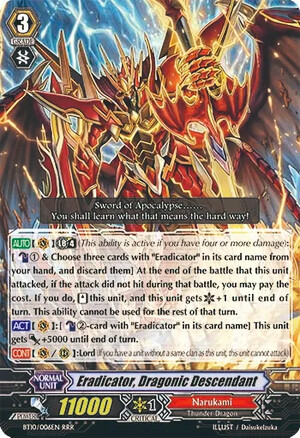 3
GRADE
Sword of Apocalypse......
You shall learn what that means the hard way!
AUTO LB4 (This ability is active if you have four or more damage):
① & Choose three cards with "Eradicator" in its card name from
your hand, and discard them] At the end of the battle that this unit
attacked, if the attack did not hit during that battle, you may pay the
cost. If you do, this unit, and this unit gets +1 until end of
turn. This ability cannot be used for the rest of that turn.
ACT ②-card with "Eradicator" in its card name] This unit
gets +5000 until end of turn.
CONT :Lord (If you have a unit without a same clan as this unit, this unit cannot attack)
NORMAL UNIT
Eradicator, Dragonic Descendant
POWER
11000
1
CRITICAL
Narukami
Thunder Dragon
BT10/006EN RRR
ILLUST / DaisukeIzuka